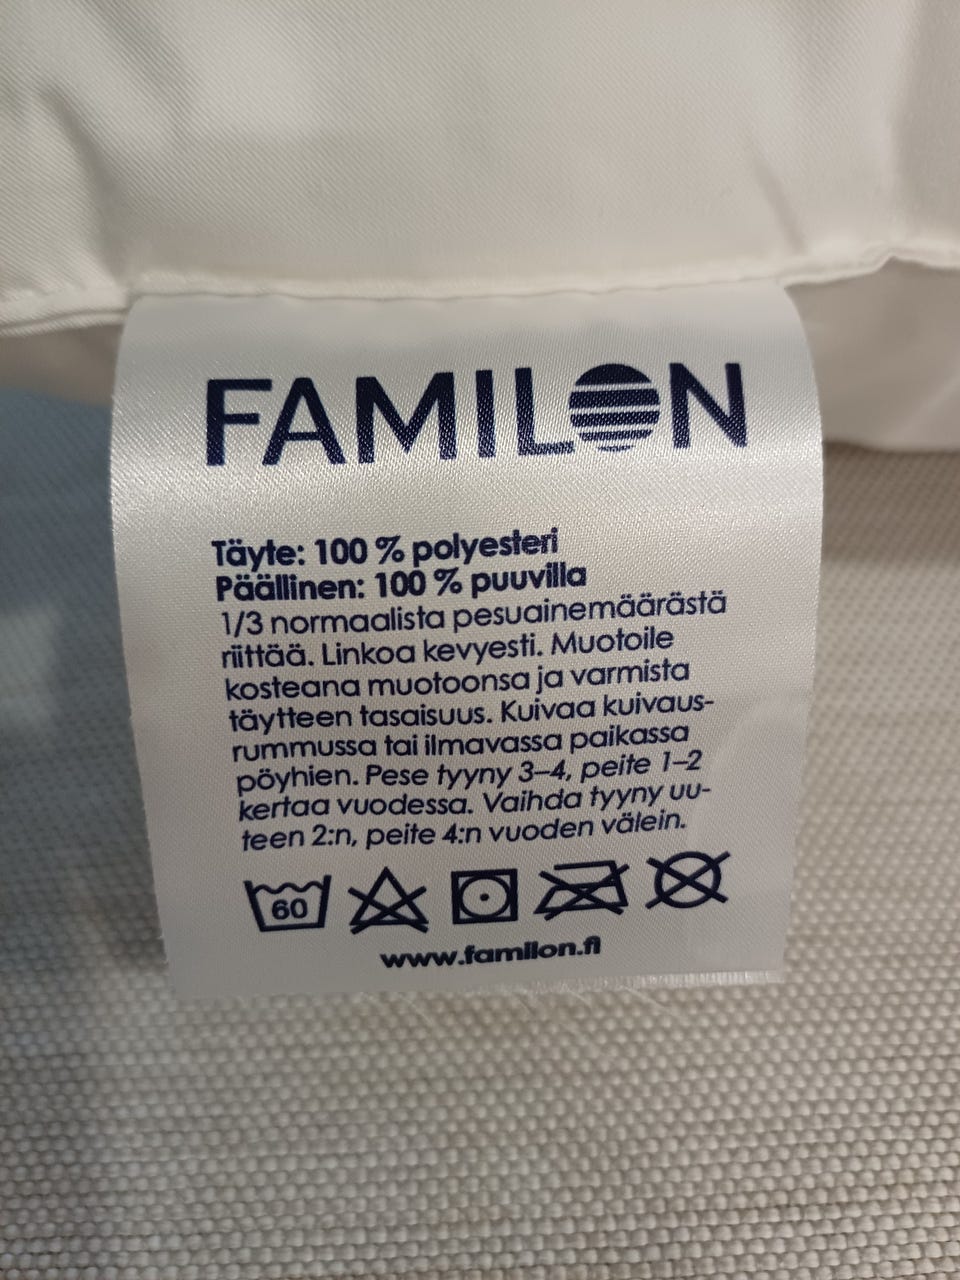 FAMILON
Täyte: 100 % polyesteri
Päällinen: 100 % puuvilla
1/3 normaalista pesuainemäärästä
riittää. Linkoa kevyesti. Muotoile
kosteana muotoonsa ja varmista
täytteen tasaisuus. Kuivaa kuivaus-
rummussa tai ilmavassa paikassa
pöyhien. Pese tyyny 3–4, peite 1–2
kertaa vuodessa. Vaihda tyyny uu-
teen 2:n, peite 4:n vuoden välein.
60
www.familon.fi